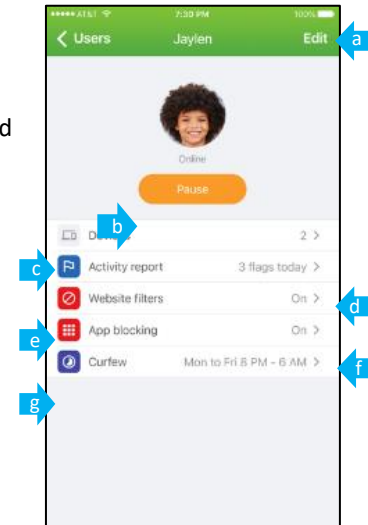 AT&T 7:30 PM 100%
Users Jaylen Edit
a
d
Online
Pause
b
2
c
Activity report 3 flags today
Website filters On
d
e
App blocking On
Curfew Mon to Fri 8 PM - 6 AM
f
g